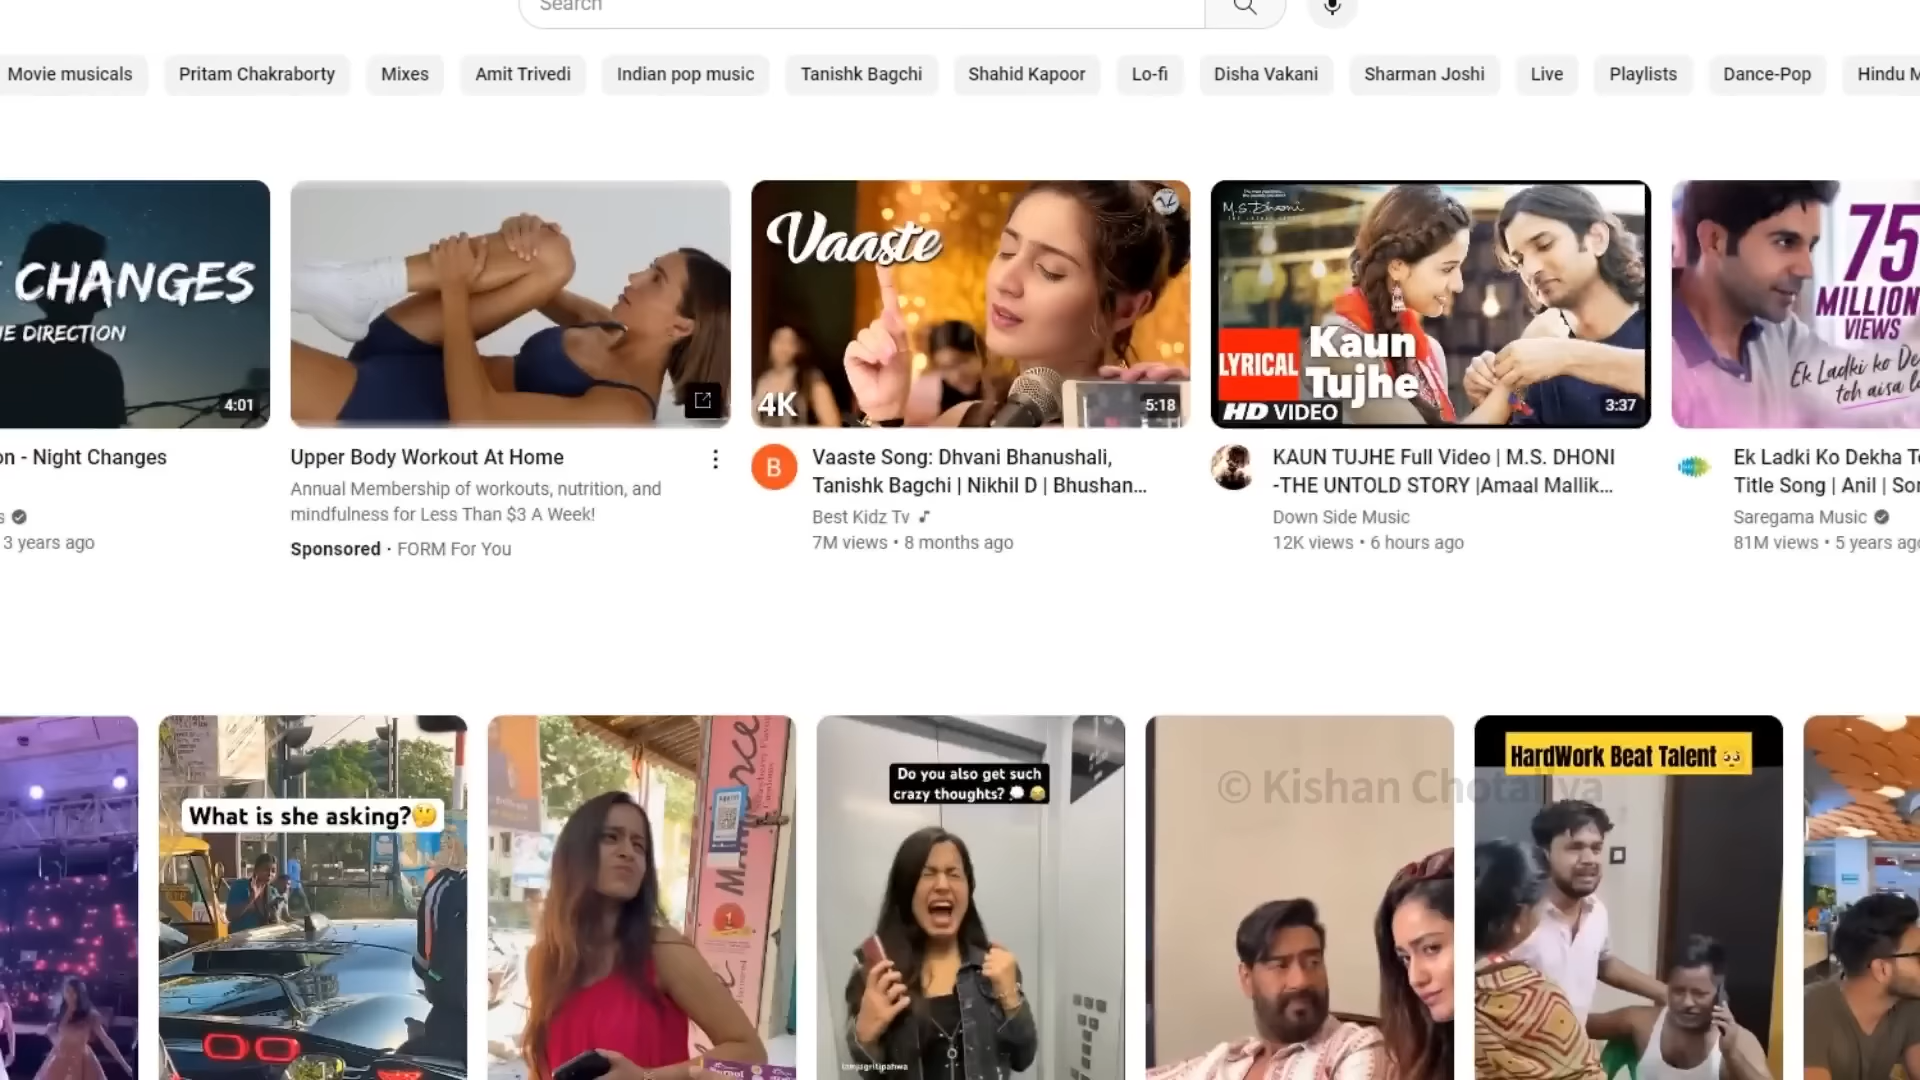 Search
Movie musicals
Pritam Chakraborty
Mixes
Amit Trivedi
Indian pop music
Tanishk Bagchi
Shahid Kapoor
Lo-fi
Disha Vakani
Sharman Joshi
Live
Playlists
Dance-Pop
Hindu M
CHANGES
DIRECTION
4:01
on - Night Changes
3 years ago
Upper Body Workout At Home
Annual Membership of workouts, nutrition, and
mindfulness for Less Than $3 A Week!
Sponsored · FORM For You
Vaaste
4K
5:18
B
Vaaste Song: Dhvani Bhanushali,
Tanishk Bagchi | Nikhil D | Bhushan...
Best Kidz Tv
7M views • 8 months ago
M.S. Dhoni
LYRICAL
Kaun
Tujhe
HD VIDEO
3:37
KAUN TUJHE Full Video | M.S. DHONI
-THE UNTOLD STORY |Amaal Mallik...
Down Side Music
12K views • 6 hours ago
75
MILLION
VIEWS
Ek Ladki ko De
toh aisa l
Ek Ladki Ko Dekha T
Title Song | Anil | So
Saregama Music
81M views • 5 years ago
What is she asking?🤔
Do you also get such
crazy thoughts? 💭 😂
© Kishan Chotaliya
HardWork Beat Talent 🥺